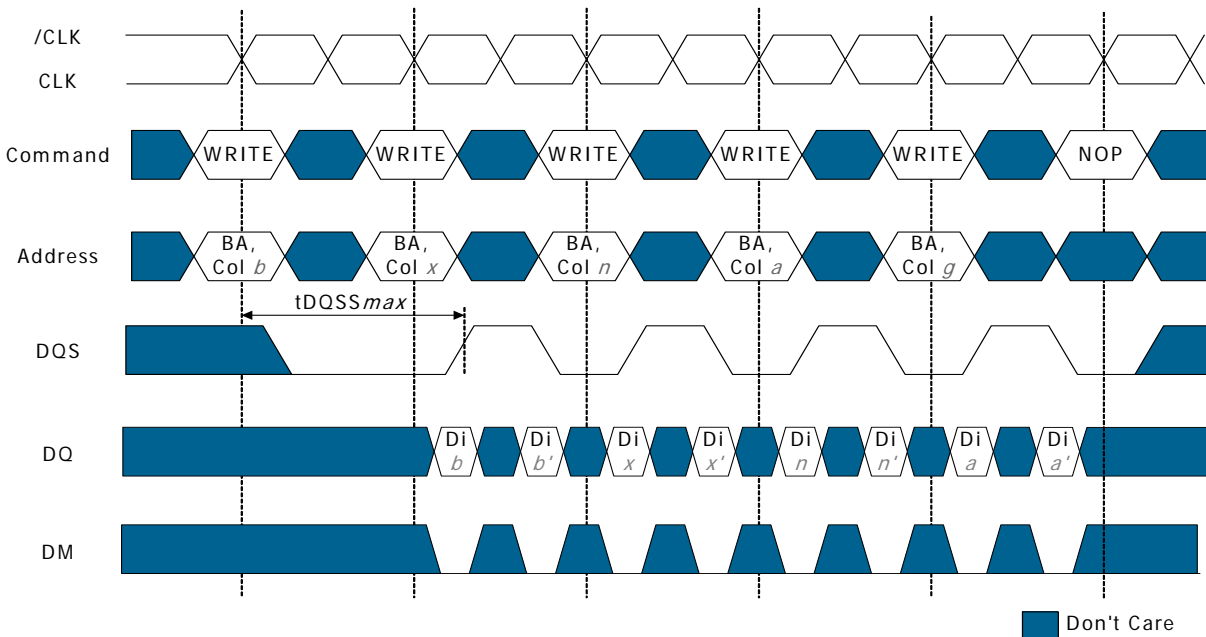 /CLK
CLK
Command
WRITE WRITE WRITE WRITE WRITE NOP
Address
BA, BA, BA, BA, BA,
Col b Col x Col n Col a Col g
tDQSSmax
DQS
DQ
Di Di Di Di Di Di Di Di
b b' x x' n n' a a'
DM
Don't Care